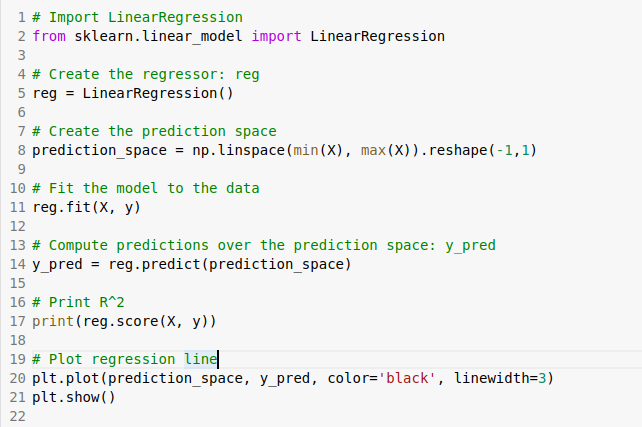 1 # Import LinearRegression
2 from sklearn.linear_model import LinearRegression
3
4 # Create the regressor: reg
5 reg = LinearRegression()
6
7 # Create the prediction space
8 prediction_space = np.linspace(min(X), max(X)).reshape(-1,1)
9
10 # Fit the model to the data
11 reg.fit(X, y)
12
13 # Compute predictions over the prediction space: y_pred
14 y_pred = reg.predict(prediction_space)
15
16 # Print R^2
17 print(reg.score(X, y))
18
19 # Plot regression line
20 plt.plot(prediction_space, y_pred, color='black', linewidth=3)
21 plt.show()
22